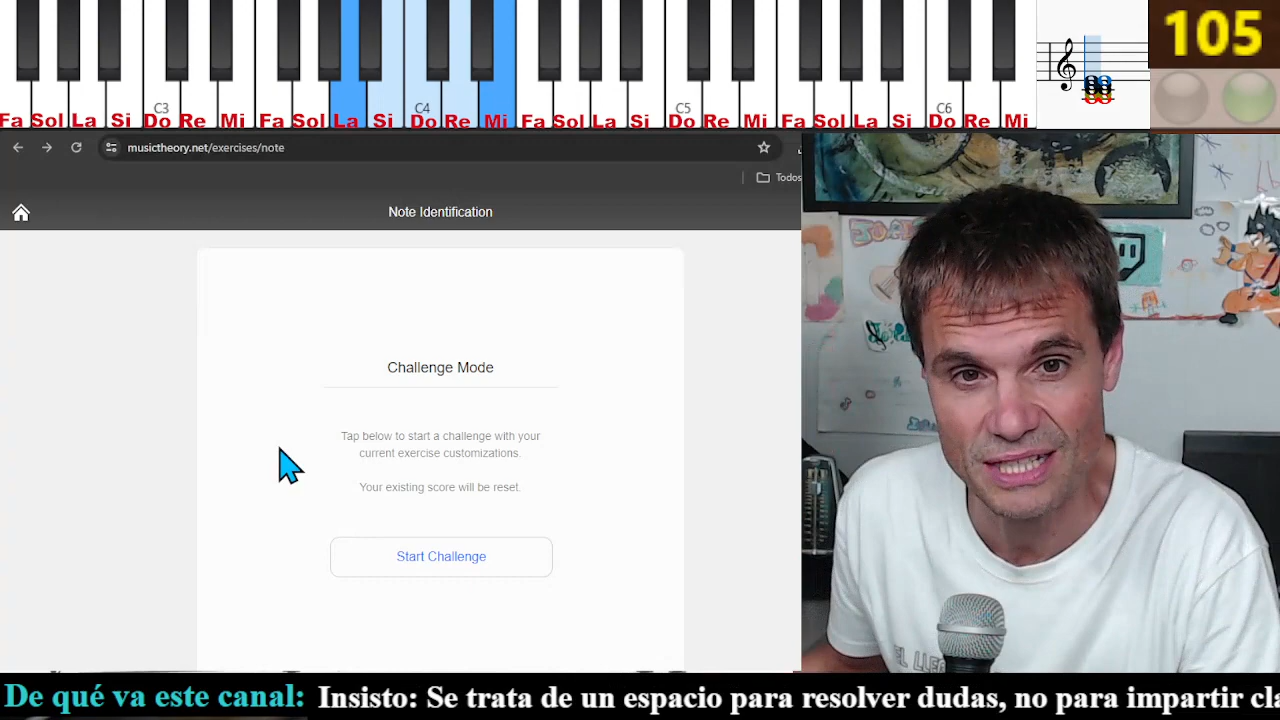 105
C3
C4
C5
C6
Fa Sol La Si Do Re Mi Fa Sol La Si Do Re Mi Fa Sol La Si Do Re Mi Fa Sol La Si Do Re Mi
musictheory.net/exercises/note
Todos
Note Identification
Challenge Mode
Tap below to start a challenge with your
current exercise customizations.
Your existing score will be reset.
Start Challenge
De qué va este canal: Insisto: Se trata de un espacio para resolver dudas, no para impartir cla